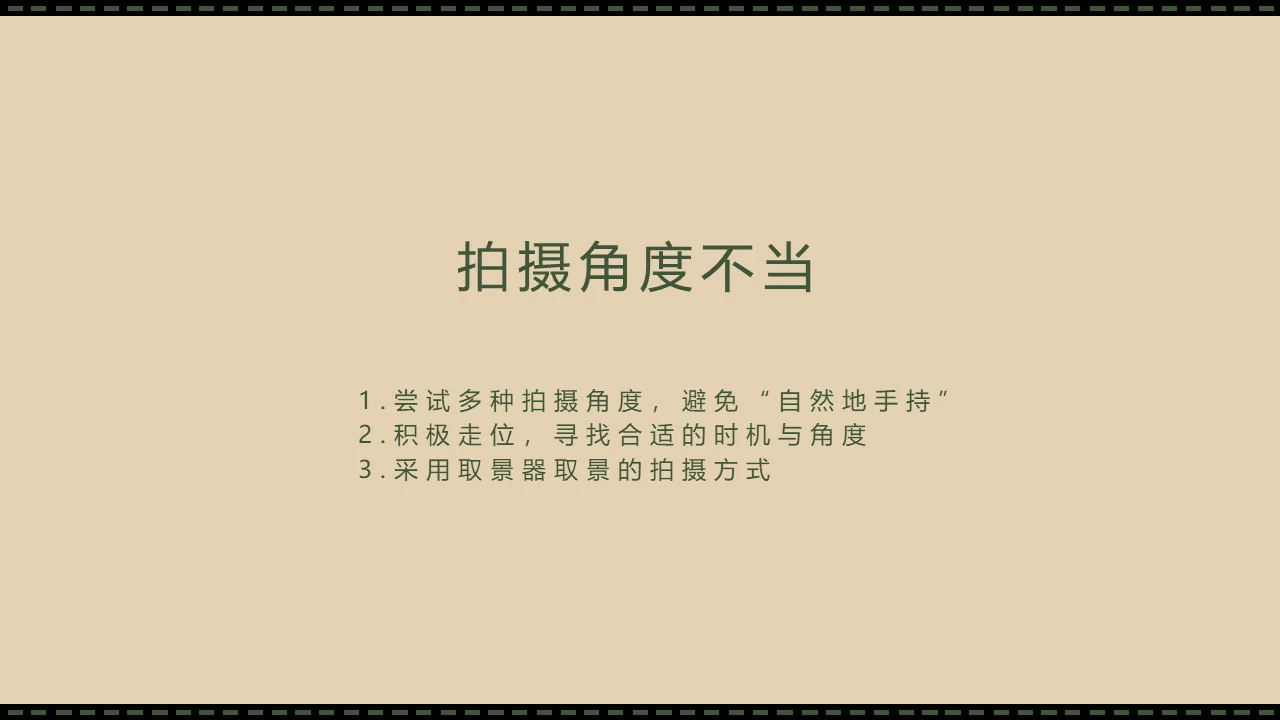 拍摄角度不当
1.尝试多种拍摄角度，避免“自然地手持”
2.积极走位，寻找合适的时机与角度
3.采用取景器取景的拍摄方式